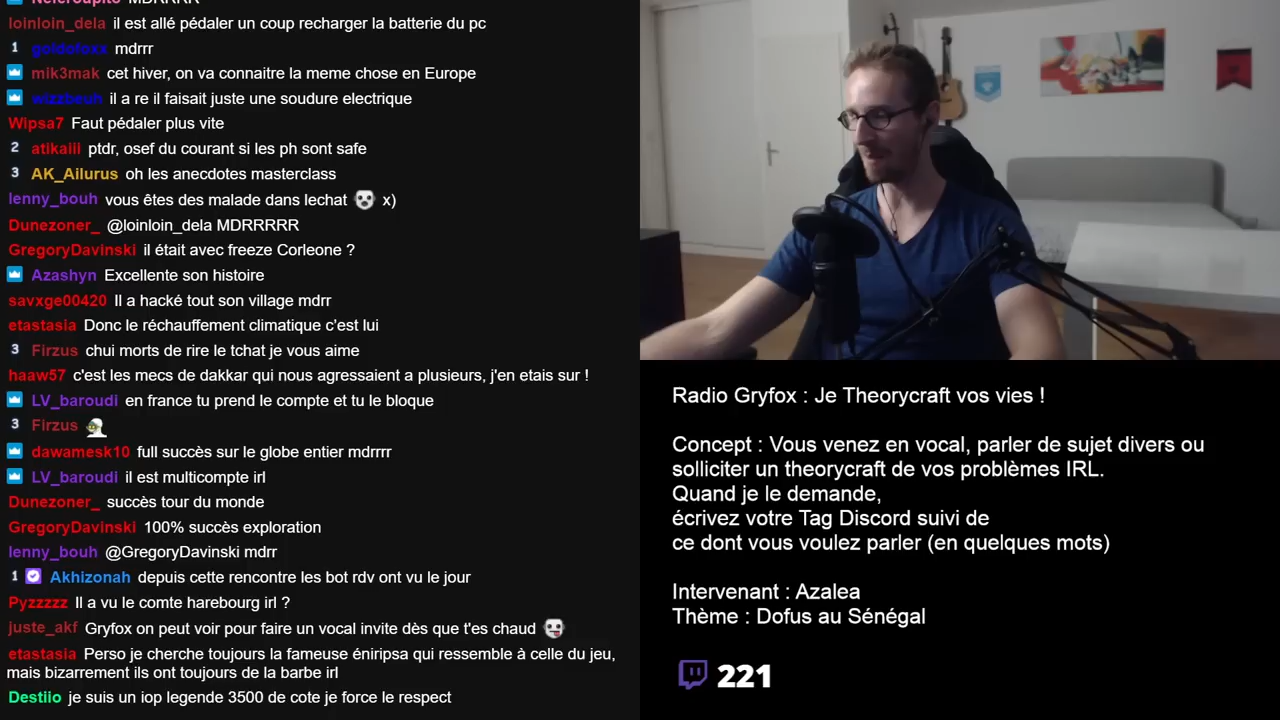 Neferoupito MDRRRR
loinloin_dela il est allé pédaler un coup recharger la batterie du pc
1 goldofoxx mdrrr
mik3mak cet hiver, on va connaitre la meme chose en Europe
wizzbeuh il a re il faisait juste une soudure electrique
Wipsa7 Faut pédaler plus vite
2 atikaiii ptdr, osef du courant si les ph sont safe
3 AK_Ailurus oh les anecdotes masterclass
lenny_bouh vous êtes des malade dans lechat x)
Dunezoner_ @loinloin_dela MDRRRRR
GregoryDavinski il était avec freeze Corleone ?
Azashyn Excellente son histoire
savxge00420 Il a hacké tout son village mdrr
etastasia Donc le réchauffement climatique c'est lui
3 Firzus chui morts de rire le tchat je vous aime
haaw57 c'est les mecs de dakkar qui nous agressaient a plusieurs, j'en etais sur !
LV_baroudi en france tu prend le compte et tu le bloque
3 Firzus
dawamesk10 full succès sur le globe entier mdrrrr
LV_baroudi il est multicompte irl
Dunezoner_ succès tour du monde
GregoryDavinski 100% succès exploration
lenny_bouh @GregoryDavinski mdrr
1 Akhizonah depuis cette rencontre les bot rdv ont vu le jour
Pyzzzzz Il a vu le comte harebourg irl ?
juste_akf Gryfox on peut voir pour faire un vocal invite dès que t'es chaud
etastasia Perso je cherche toujours la fameuse éniripsa qui ressemble à celle du jeu,
mais bizarrement ils ont toujours de la barbe irl
Destiio je suis un iop legende 3500 de cote je force le respect
Radio Gryfox : Je Theorycraft vos vies !
Concept : Vous venez en vocal, parler de sujet divers ou
solliciter un theorycraft de vos problèmes IRL.
Quand je le demande,
écrivez votre Tag Discord suivi de
ce dont vous voulez parler (en quelques mots)
Intervenant : Azalea
Thème : Dofus au Sénégal
221